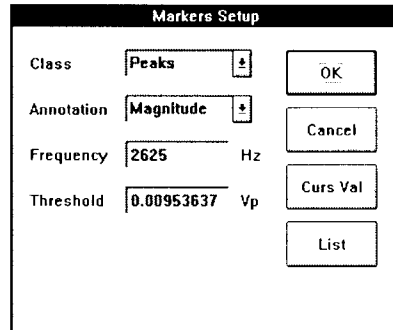 Markers Setup
Class Peaks
OK
Annotation Magnitude
Cancel
Frequency 2625 Hz
Curs Val
Threshold 0.00953637 Vp
List